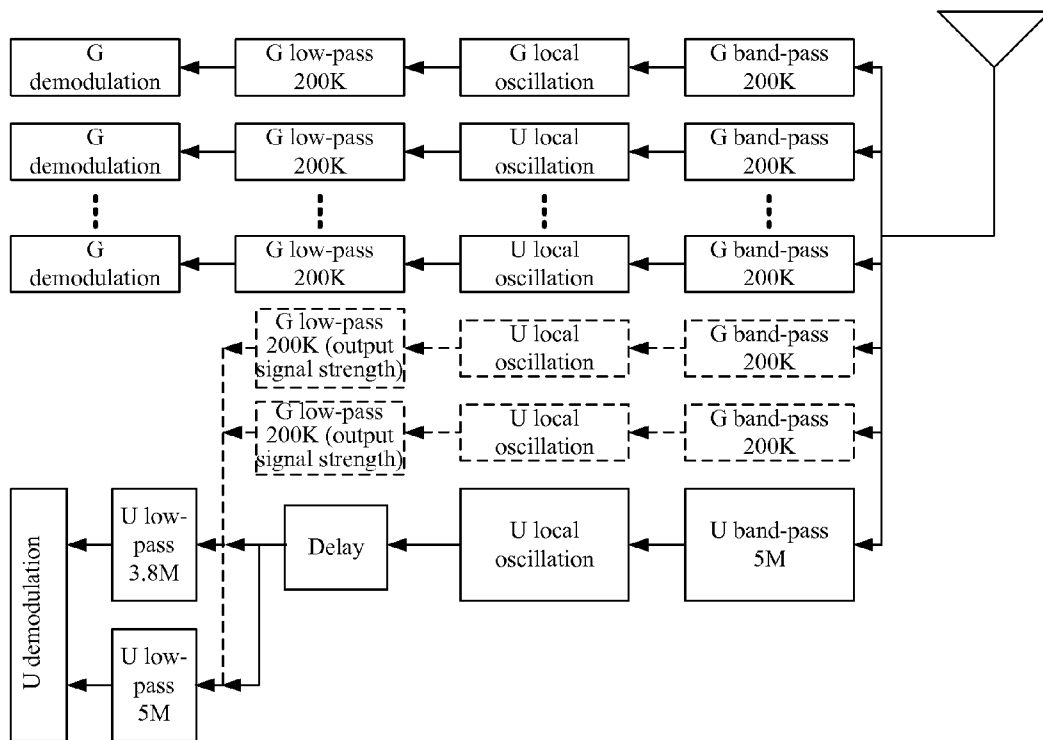 G
demodulation
G low-pass
200K
G local
oscillation
G band-pass
200K
G
demodulation
G low-pass
200K
U local
oscillation
G band-pass
200K
G
demodulation
G low-pass
200K
U local
oscillation
G band-pass
200K
G low-pass
200K (output
signal strength)
U local
oscillation
G band-pass
200K
G low-pass
200K (output
signal strength)
U local
oscillation
G band-pass
200K
U demodulation
U low-
pass
3.8M
Delay
U local
oscillation
U band-pass
5M
U low-
pass
5M